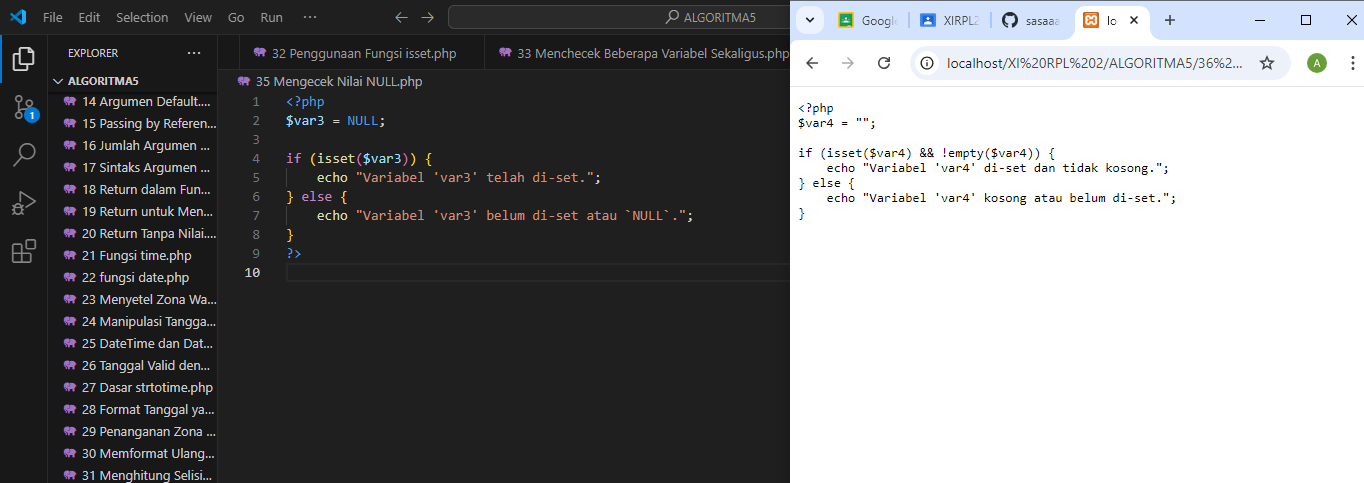 File Edit Selection View Go Run ··· ALGORITMA5
EXPLORER ···
ALGORITMA5
14 Argumen Default....
15 Passing by Referen...
16 Jumlah Argumen ...
17 Sintaks Argumen ...
18 Return dalam Fun...
19 Return untuk Men...
20 Return Tanpa Nilai....
21 Fungsi time.php
22 fungsi date.php
23 Menyetel Zona Wa...
24 Manipulasi Tangga...
25 DateTime dan Dat...
26 Tanggal Valid den...
27 Dasar strtotime.php
28 Format Tanggal ya...
29 Penanganan Zona ...
30 Memformat Ulang...
31 Menghitung Selisi...
1
32 Penggunaan Fungsi isset.php
33 Menchecek Beberapa Variabel Sekaligus.php
35 Mengecek Nilai NULL.php
1 <?php
2 $var3 = NULL;
3
4 if (isset($var3)) {
5 echo "Variabel 'var3' telah di-set.";
6 } else {
7 echo "Variabel 'var3' belum di-set atau `NULL`.";
8 }
9 ?>
10
Google XIRPL2 sasaaa lo
localhost/XI%20RPL%202/ALGORITMA5/36%2... A
<?php
$var4 = "";
if (isset($var4) && !empty($var4)) {
echo "Variabel 'var4' di-set dan tidak kosong.";
} else {
echo "Variabel 'var4' kosong atau belum di-set.";
}